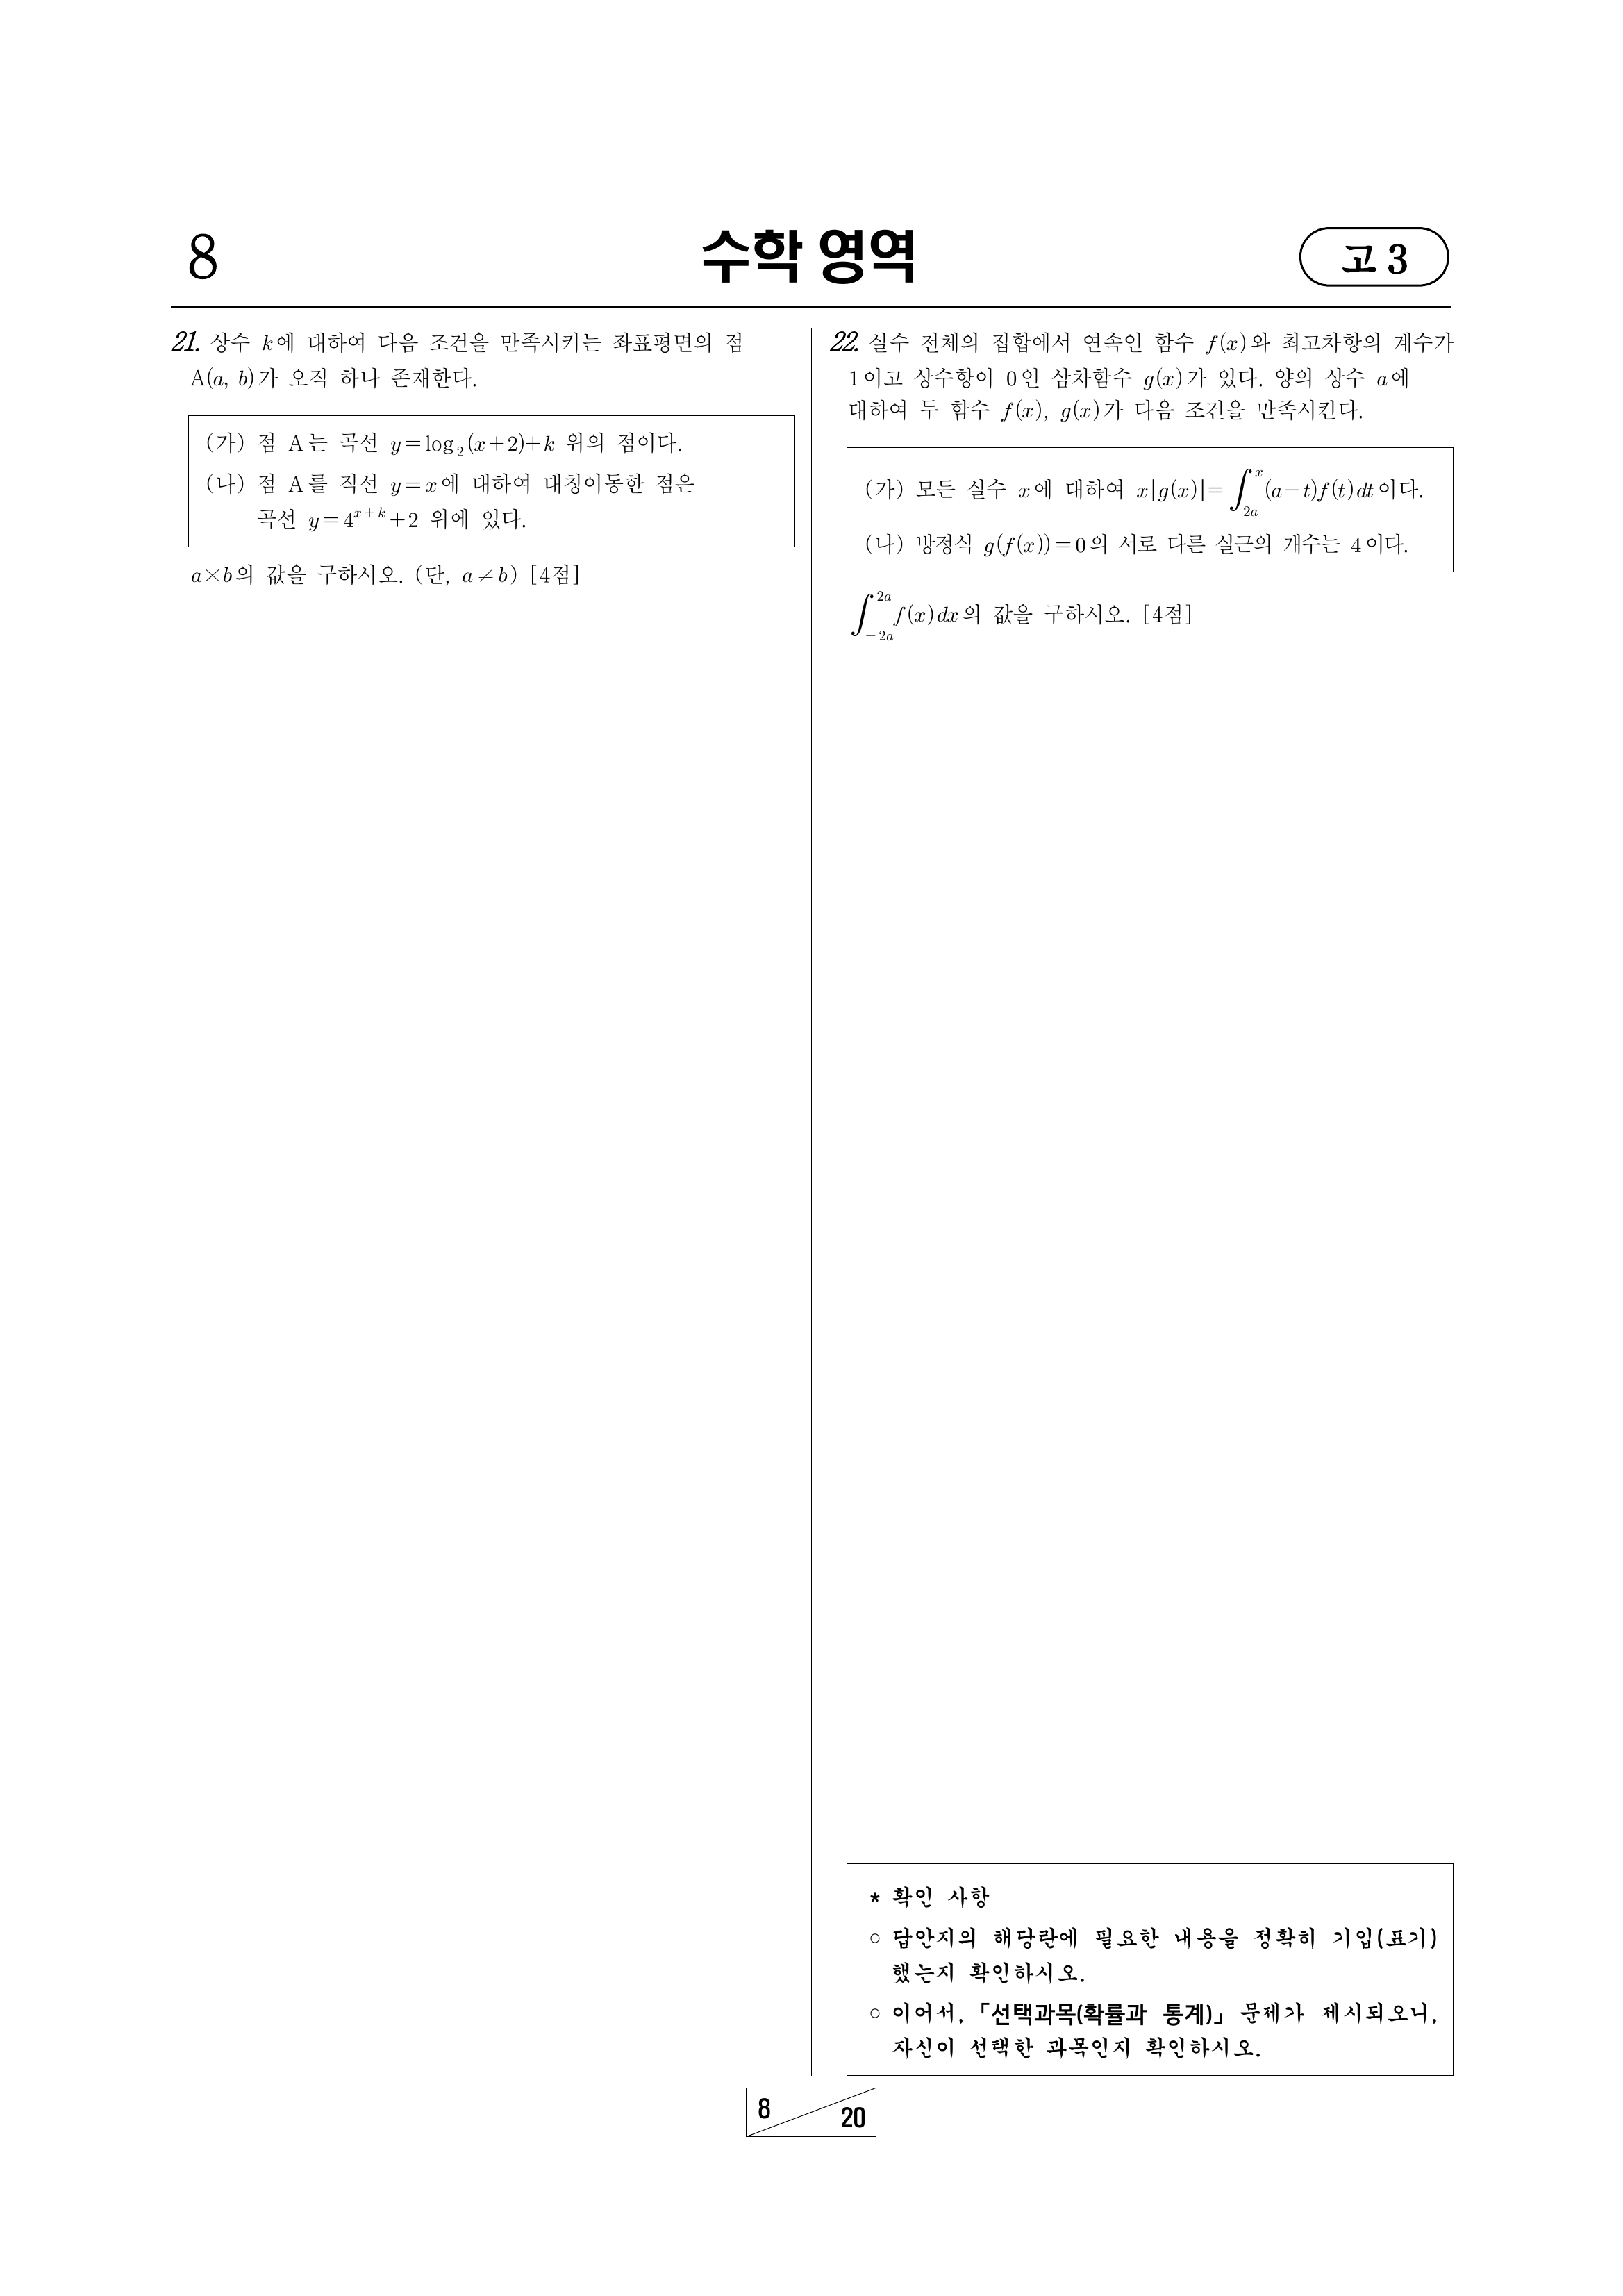 8
수학 영역
고 3
21. 상수 k에 대하여 다음 조건을 만족시키는 좌표평면의 점
A(a, b)가 오직 하나 존재한다.
(가) 점 A는 곡선 y=log₂(x+2)+k 위의 점이다.
(나) 점 A를 직선 y=x에 대하여 대칭이동한 점은
곡선 y=4^{x+k}+2 위에 있다.
a×b의 값을 구하시오. (단, a≠b) [4점]
22. 실수 전체의 집합에서 연속인 함수 f(x)와 최고차항의 계수가
1이고 상수항이 0인 삼차함수 g(x)가 있다. 양의 상수 a에
대하여 두 함수 f(x), g(x)가 다음 조건을 만족시킨다.
(가) 모든 실수 x에 대하여 x|g(x)|=∫_{2a}^{x}(a−t)f(t)dt이다.
(나) 방정식 g(f(x))=0의 서로 다른 실근의 개수는 4이다.
∫_{−2a}^{2a}f(x)dx의 값을 구하시오. [4점]
* 확인 사항
○ 답안지의 해당란에 필요한 내용을 정확히 기입(표기)
했는지 확인하시오.
○ 이어서, 「선택과목(확률과 통계)」 문제가 제시되오니,
자신이 선택한 과목인지 확인하시오.
8
20